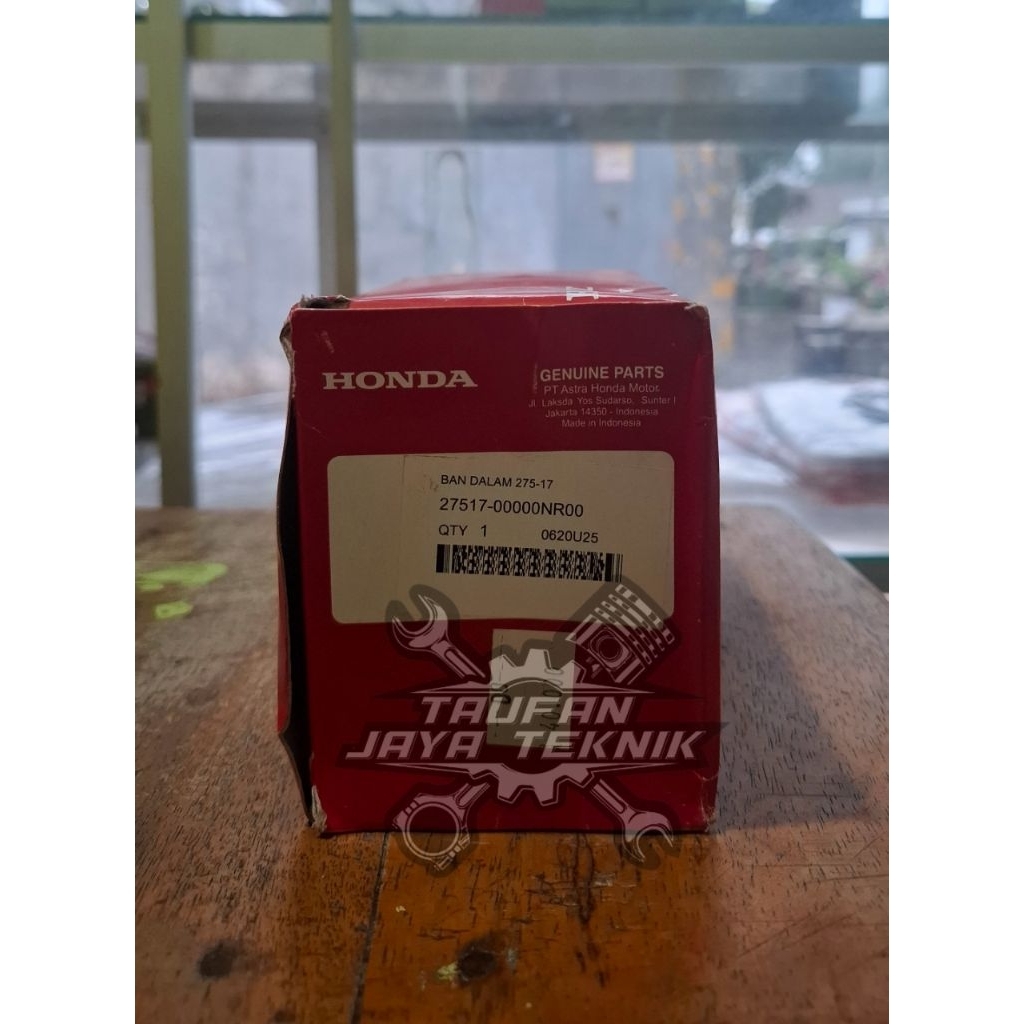 HONDA
GENUINE PARTS
PT Astra Honda Motor
Jl. Laksda Yos Sudarso, Sunter I
Jakarta 14350 - Indonesia
Made in Indonesia
BAN DALAM 275-17
27517-00000NR00
QTY 1 0620U25
TAUFAN
JAYA TEKNIK